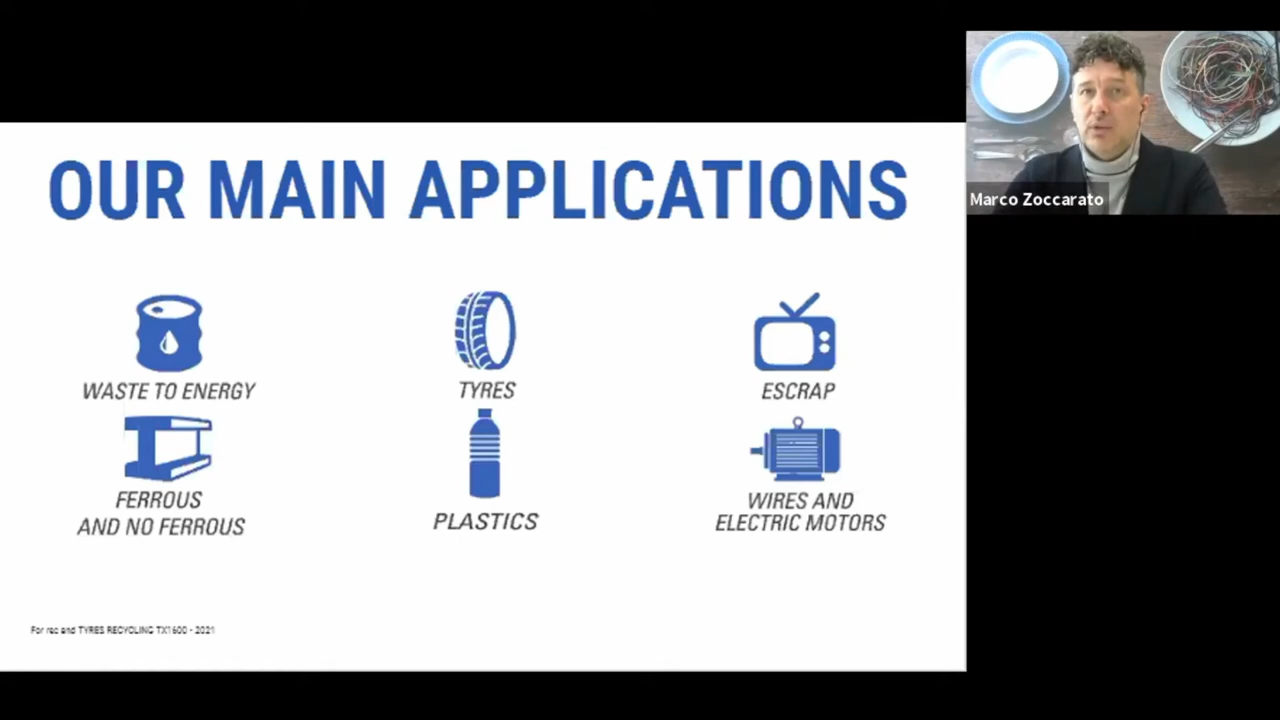 OUR MAIN APPLICATIONS
WASTE TO ENERGY
TYRES
ESCRAP
FERROUS
AND NO FERROUS
PLASTICS
WIRES AND
ELECTRIC MOTORS
For rec and TYRES RECYCLING TX1600 - 2021
Marco Zoccarato